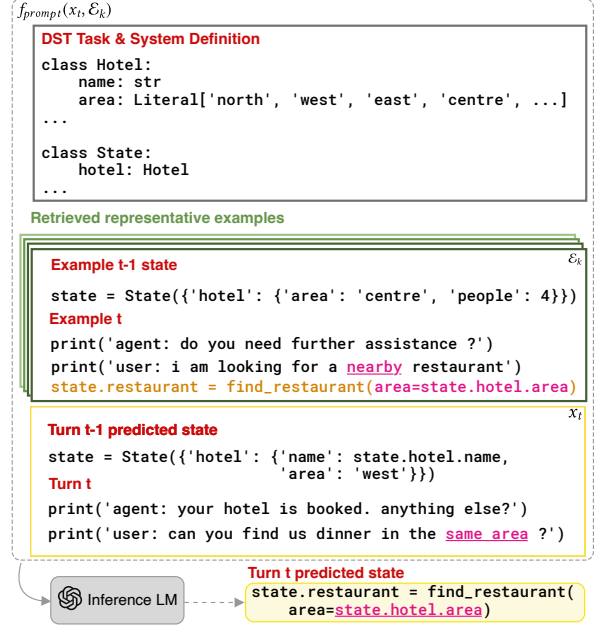 f_prompt(x_t, ℰ_k)
DST Task & System Definition
class Hotel:
    name: str
    area: Literal['north', 'west', 'east', 'centre', ...]
...
class State:
    hotel: Hotel
...
Retrieved representative examples
ℰ_k
Example t-1 state
state = State({'hotel': {'area': 'centre', 'people': 4}})
Example t
print('agent: do you need further assistance ?')
print('user: i am looking for a nearby restaurant')
state.restaurant = find_restaurant(area=state.hotel.area)
x_t
Turn t-1 predicted state
state = State({'hotel': {'name': state.hotel.name,
                         'area': 'west'}})
Turn t
print('agent: your hotel is booked. anything else?')
print('user: can you find us dinner in the same area ?')
Inference LM
Turn t predicted state
state.restaurant = find_restaurant(
    area=state.hotel.area)